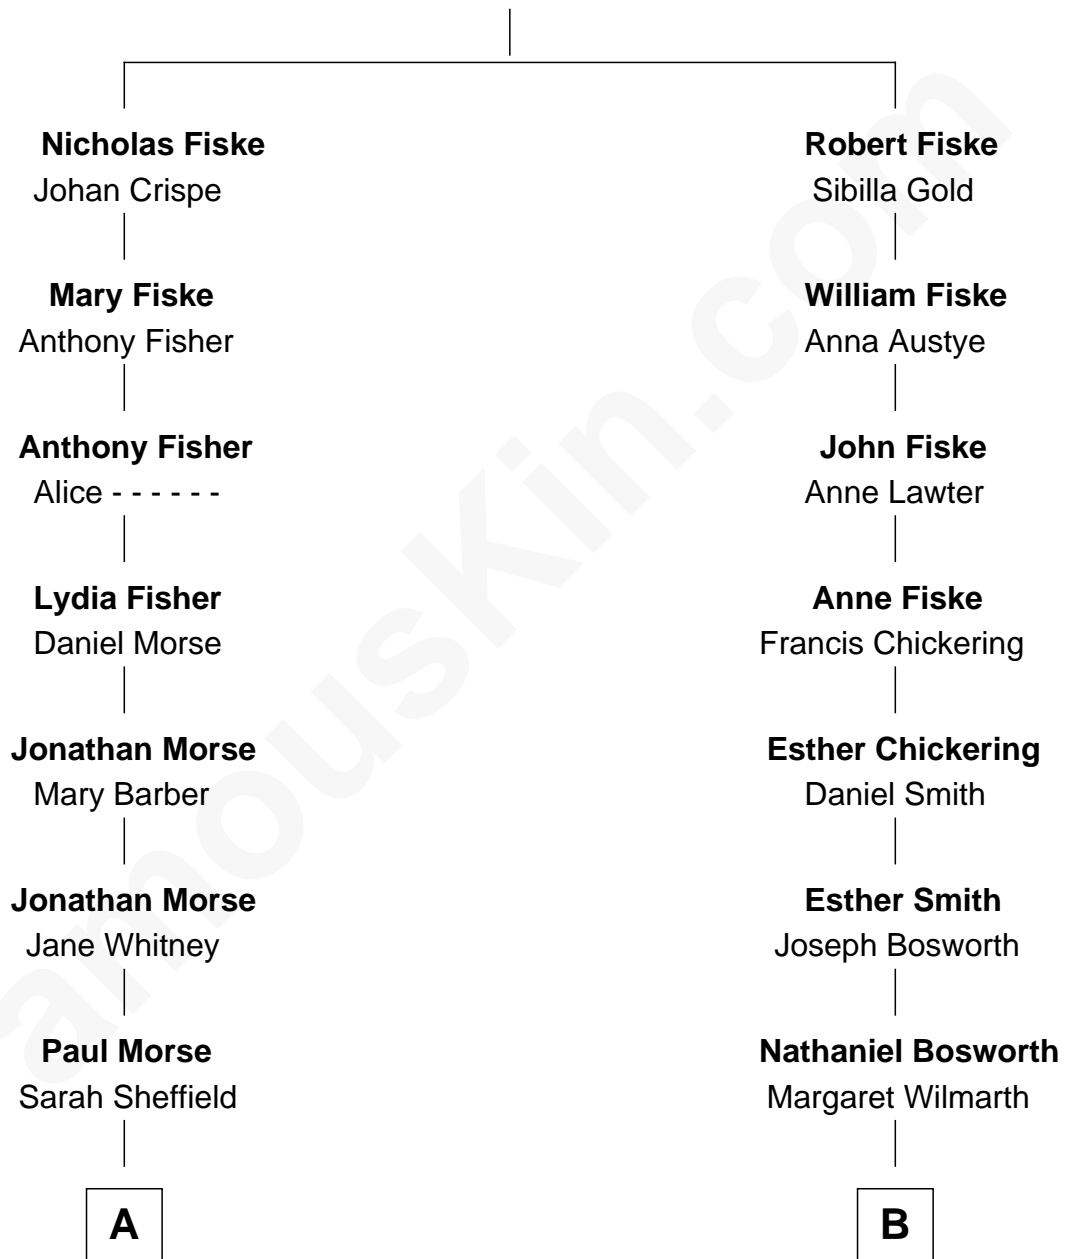 Nicholas Fiske
Johan Crispe
Mary Fiske
Anthony Fisher
Anthony Fisher
Alice - - - - - -
Lydia Fisher
Daniel Morse
Jonathan Morse
Mary Barber
Jonathan Morse
Jane Whitney
Paul Morse
Sarah Sheffield
A
Robert Fiske
Sibilla Gold
William Fiske
Anna Austye
John Fiske
Anne Lawter
Anne Fiske
Francis Chickering
Esther Chickering
Daniel Smith
Esther Smith
Joseph Bosworth
Nathaniel Bosworth
Margaret Wilmarth
B
amouskin.com